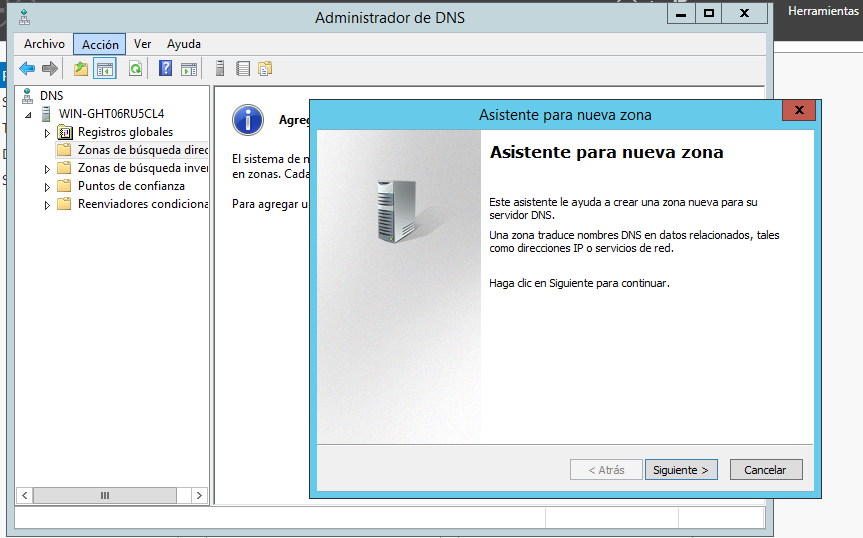 Administrador de DNS
Herramientas
Archivo Acción Ver Ayuda
DNS
WIN-GHT06RU5CL4
Registros globales
Zonas de búsqueda direc
Zonas de búsqueda inver
Puntos de confianza
Reenviadores condiciona
Agreg
El sistema de n
en zonas. Cada
Para agregar u
Asistente para nueva zona
Asistente para nueva zona
Este asistente le ayuda a crear una zona nueva para su
servidor DNS.
Una zona traduce nombres DNS en datos relacionados, tales
como direcciones IP o servicios de red.
Haga clic en Siguiente para continuar.
< Atrás Siguiente > Cancelar